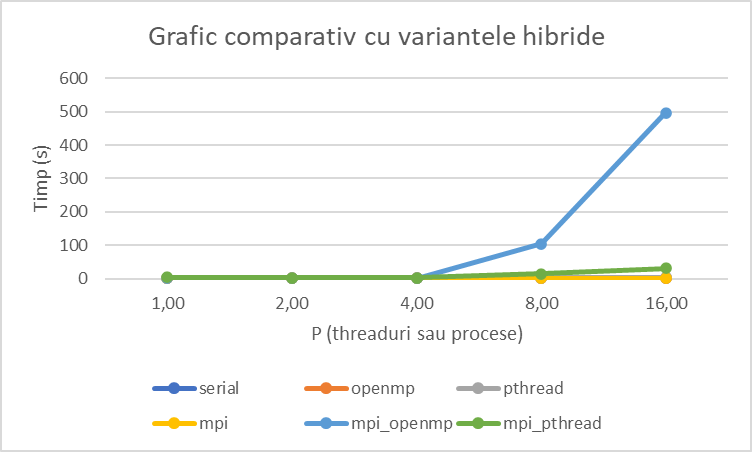 Grafic comparativ cu variantele hibride
600
500
400
300
200
100
0
Timp (s)
1,00 2,00 4,00 8,00 16,00
P (threaduri sau procese)
serial openmp pthread
mpi mpi_openmp mpi_pthread